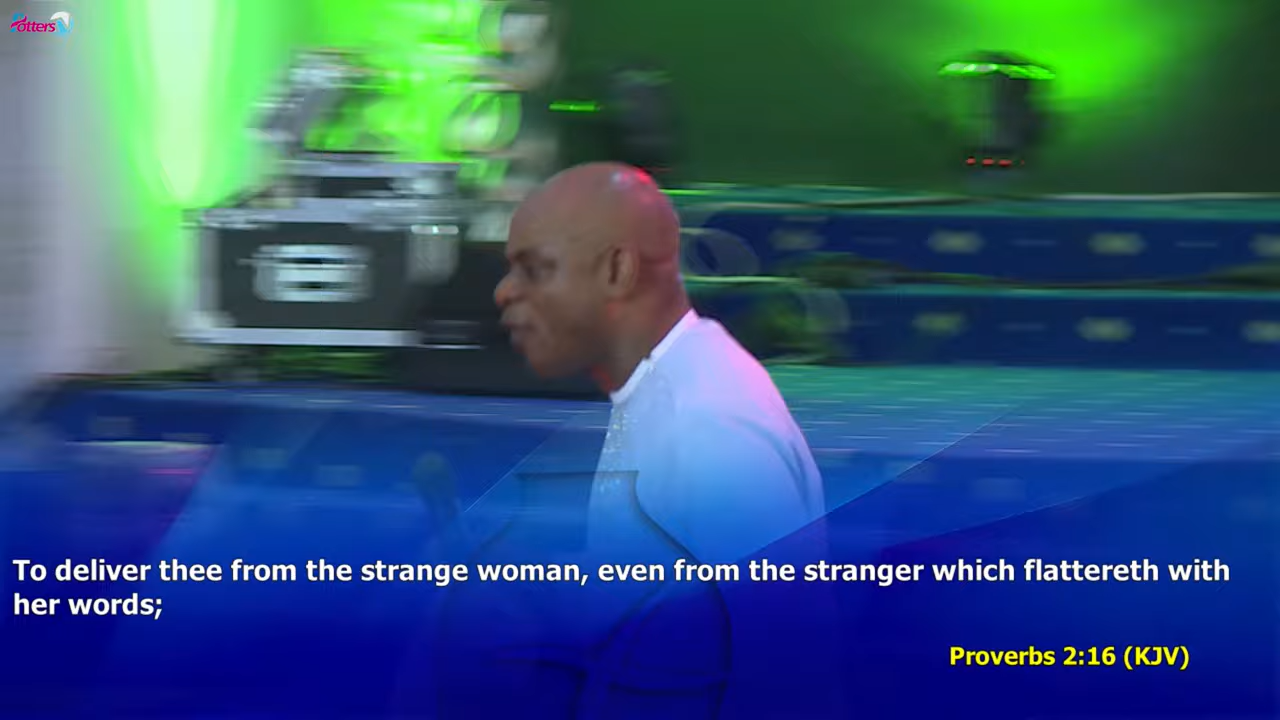 Potters
To deliver thee from the strange woman, even from the stranger which flattereth with
her words;
Proverbs 2:16 (KJV)